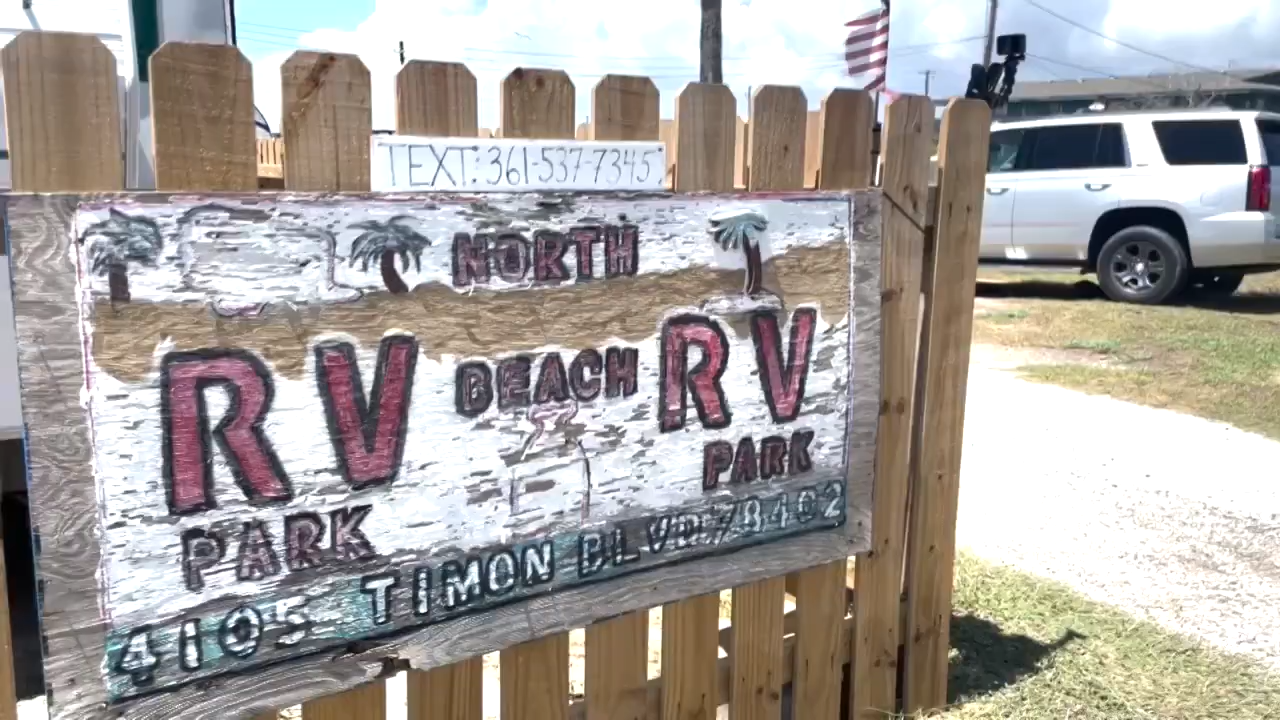 TEXT: 361-537-7345.
NORTH
RV
BEACH
RV
PARK
PARK
4105 TIMON BLVD. 78402